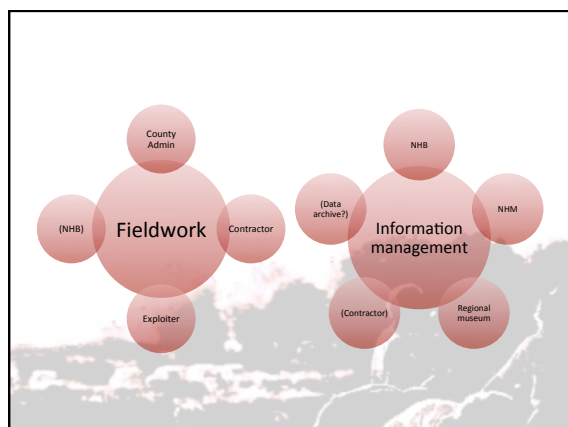 County
Admin
(NHB)
Fieldwork
Contractor
Exploiter
NHB
(Data
archive?)
NHM
Information
management
(Contractor)
Regional
museum